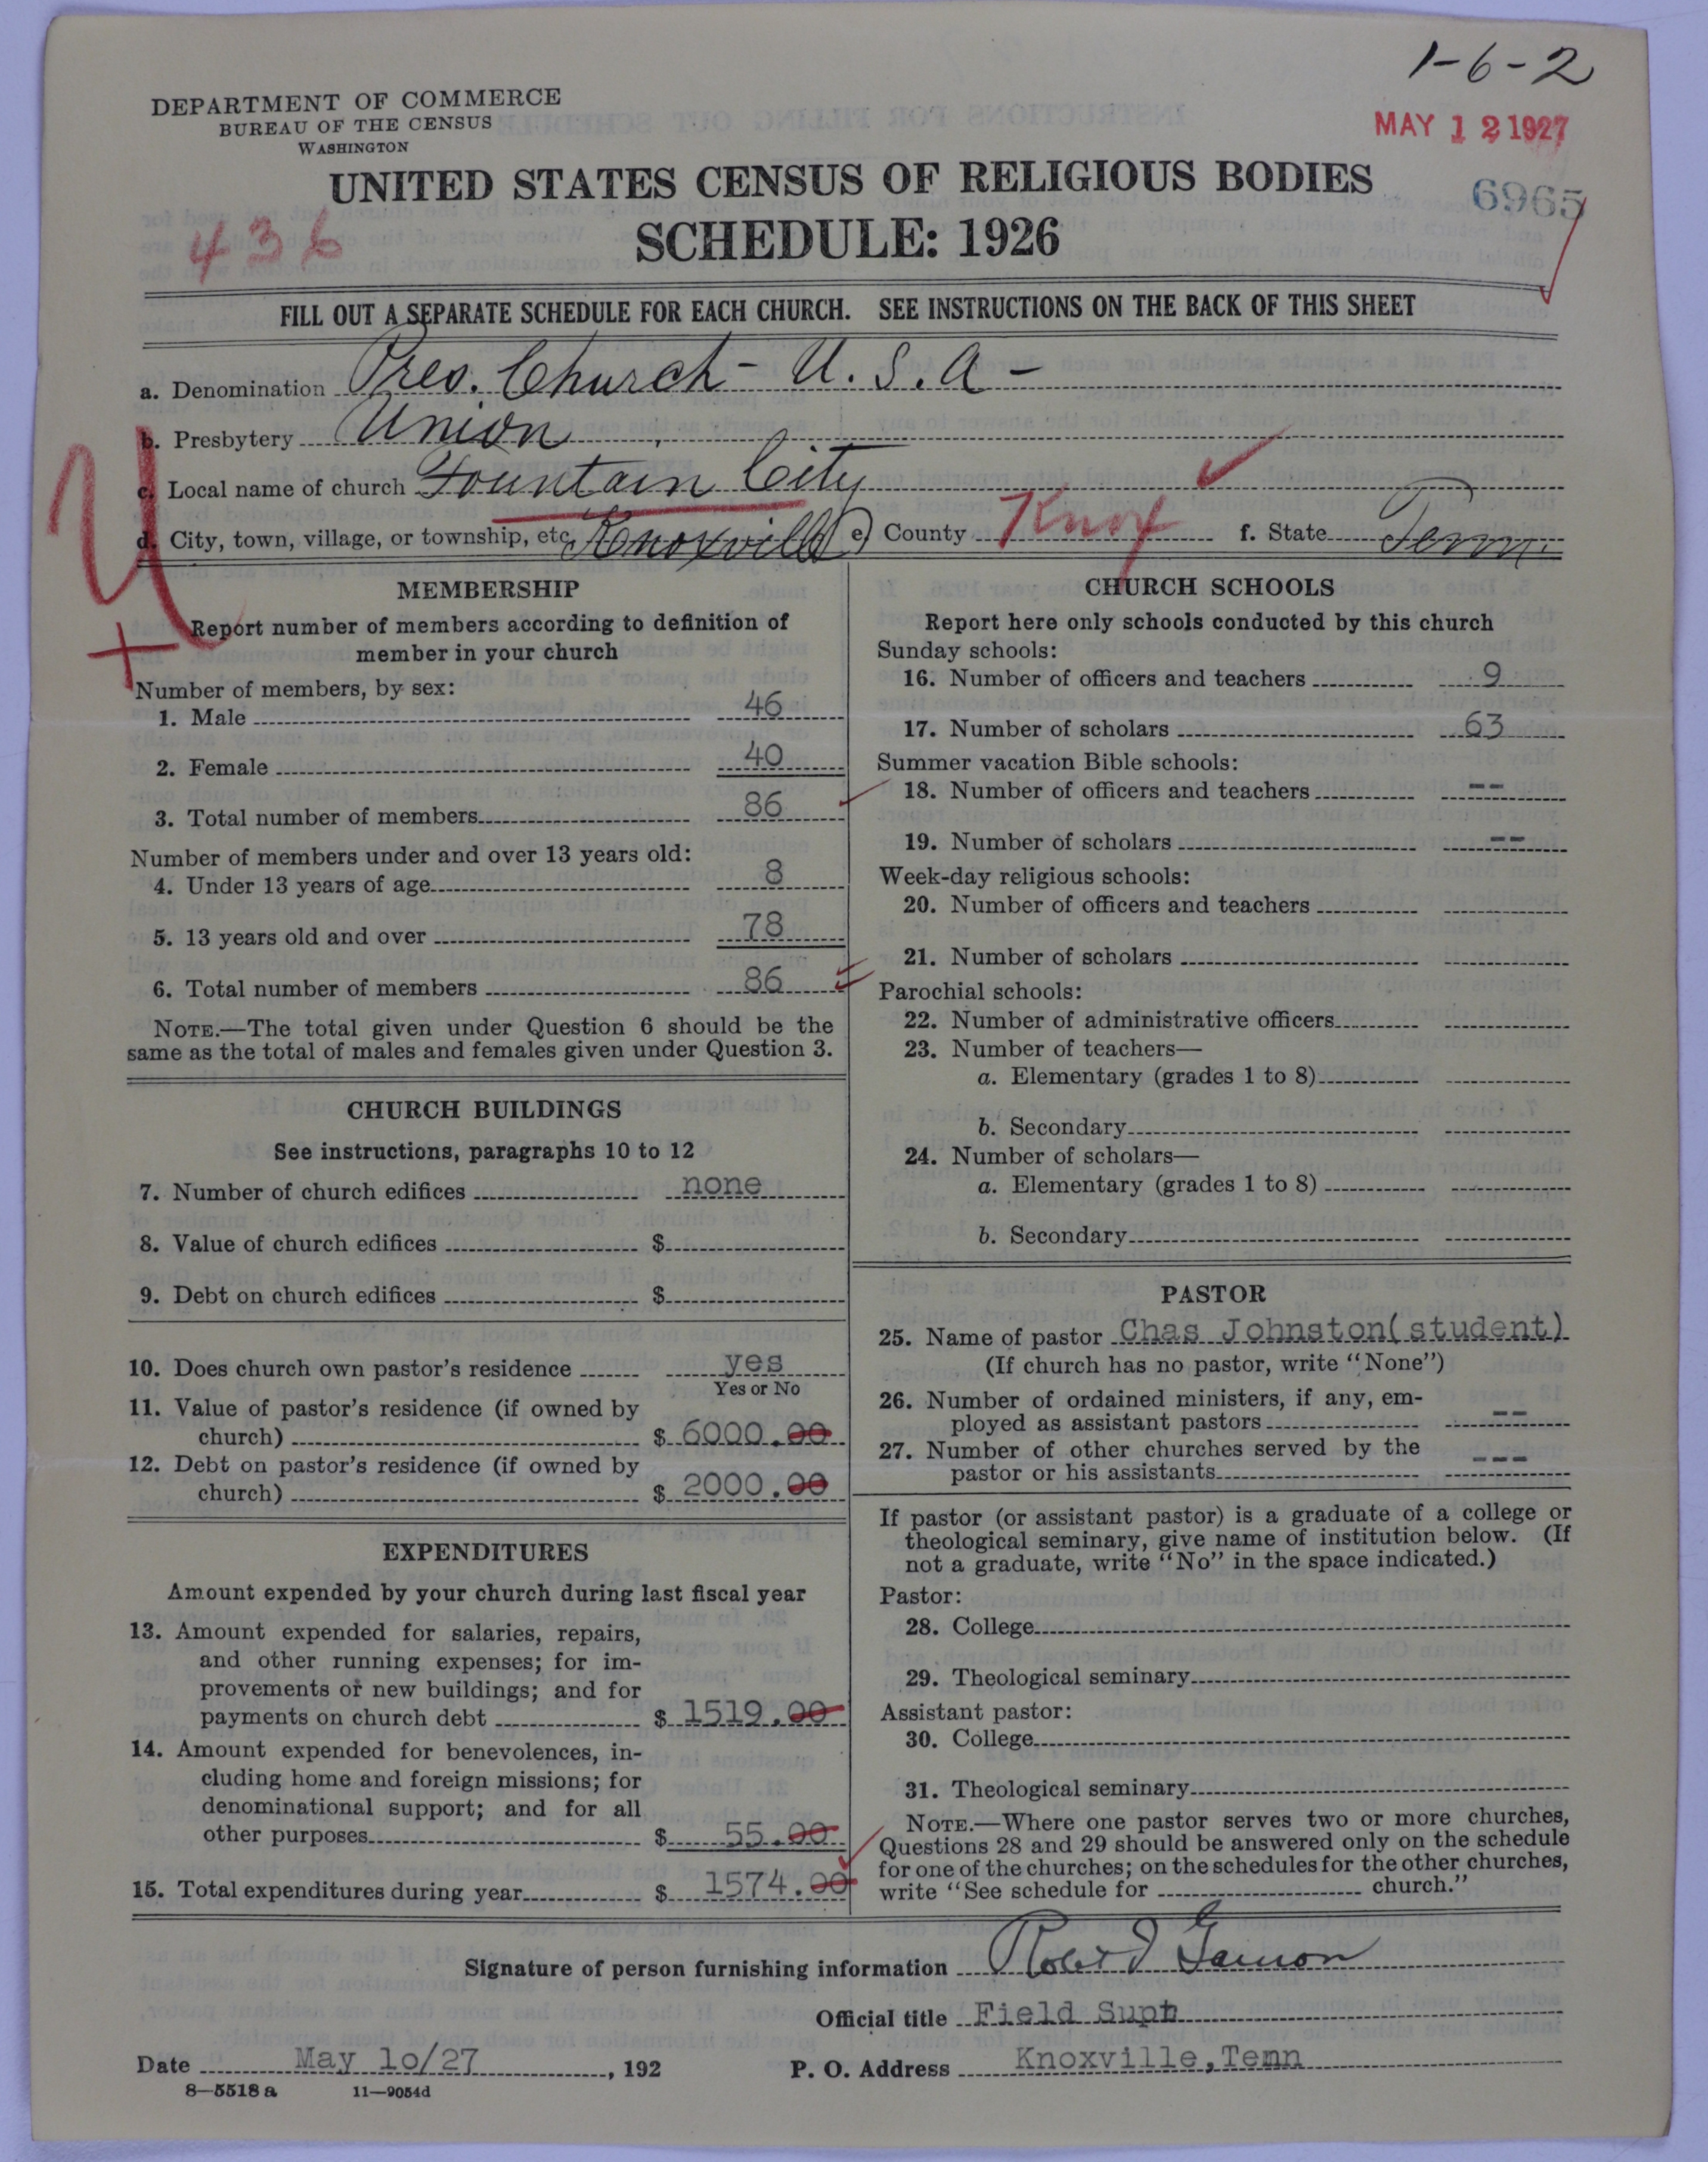 1-6-2
DEPARTMENT OF COMMERCE
BUREAU OF THE CENSUS
WASHINGTON
MAY 12 1927
UNITED STATES CENSUS OF RELIGIOUS BODIES
6965
436
SCHEDULE: 1926
FILL OUT A SEPARATE SCHEDULE FOR EACH CHURCH. SEE INSTRUCTIONS ON THE BACK OF THIS SHEET
a. Denomination Pres. Church - U.S.A -
b. Presbytery Union
c. Local name of church Fountain City
d. City, town, village, or township, etc. Knoxville e) County Knox f. State Tenn.
MEMBERSHIP
Report number of members according to definition of
member in your church
Number of members, by sex:
1. Male 46
2. Female 40
3. Total number of members 86
Number of members under and over 13 years old:
4. Under 13 years of age 8
5. 13 years old and over 78
6. Total number of members 86
NOTE.—The total given under Question 6 should be the
same as the total of males and females given under Question 3.
CHURCH BUILDINGS
See instructions, paragraphs 10 to 12
7. Number of church edifices none
8. Value of church edifices $
9. Debt on church edifices $
10. Does church own pastor's residence yes
Yes or No
11. Value of pastor's residence (if owned by
church) $ 6000.00
12. Debt on pastor's residence (if owned by
church) $ 2000.00
EXPENDITURES
Amount expended by your church during last fiscal year
13. Amount expended for salaries, repairs,
and other running expenses; for im-
provements or new buildings; and for
payments on church debt $ 1519.00
14. Amount expended for benevolences, in-
cluding home and foreign missions; for
denominational support; and for all
other purposes $ 55.00
15. Total expenditures during year $ 1574.00
CHURCH SCHOOLS
Report here only schools conducted by this church
Sunday schools:
16. Number of officers and teachers 9
17. Number of scholars 63
Summer vacation Bible schools:
18. Number of officers and teachers --
19. Number of scholars --
Week-day religious schools:
20. Number of officers and teachers
21. Number of scholars
Parochial schools:
22. Number of administrative officers
23. Number of teachers—
a. Elementary (grades 1 to 8)
b. Secondary
24. Number of scholars—
a. Elementary (grades 1 to 8)
b. Secondary
PASTOR
25. Name of pastor Chas Johnston(student)
(If church has no pastor, write "None")
26. Number of ordained ministers, if any, em-
ployed as assistant pastors --
27. Number of other churches served by the
pastor or his assistants ---
If pastor (or assistant pastor) is a graduate of a college or
theological seminary, give name of institution below. (If
not a graduate, write "No" in the space indicated.)
Pastor:
28. College
29. Theological seminary
Assistant pastor:
30. College
31. Theological seminary
NOTE.—Where one pastor serves two or more churches,
Questions 28 and 29 should be answered only on the schedule
for one of the churches; on the schedules for the other churches,
write "See schedule for church."
Signature of person furnishing information
Official title Field Supt
Date May 10/27, 192 P. O. Address Knoxville, Tenn
8—5518 a 11—9054d